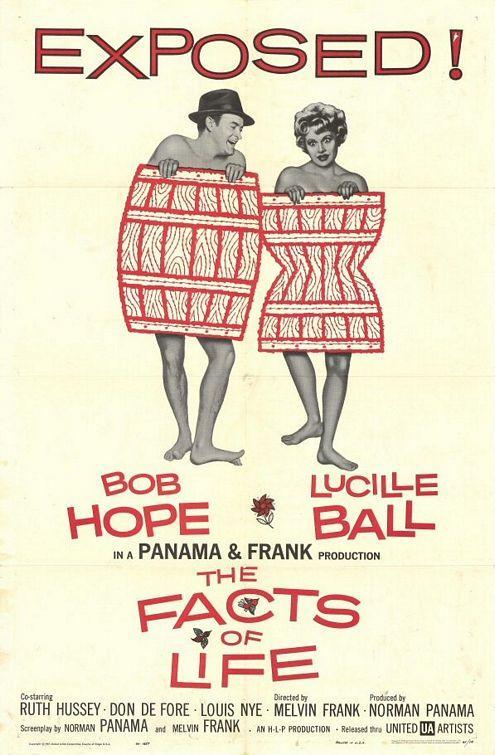 EXPOSED!
BOB HOPE
LUCILLE BALL
IN A PANAMA & FRANK PRODUCTION
THE
FACTS
OF
LIFE
Co-starring
RUTH HUSSEY · DON DE FORE · LOUIS NYE · Directed by MELVIN FRANK · Produced by NORMAN PANAMA
Screenplay by NORMAN PANAMA and MELVIN FRANK · AN H-L-P PRODUCTION · Released thru UNITED UA ARTISTS